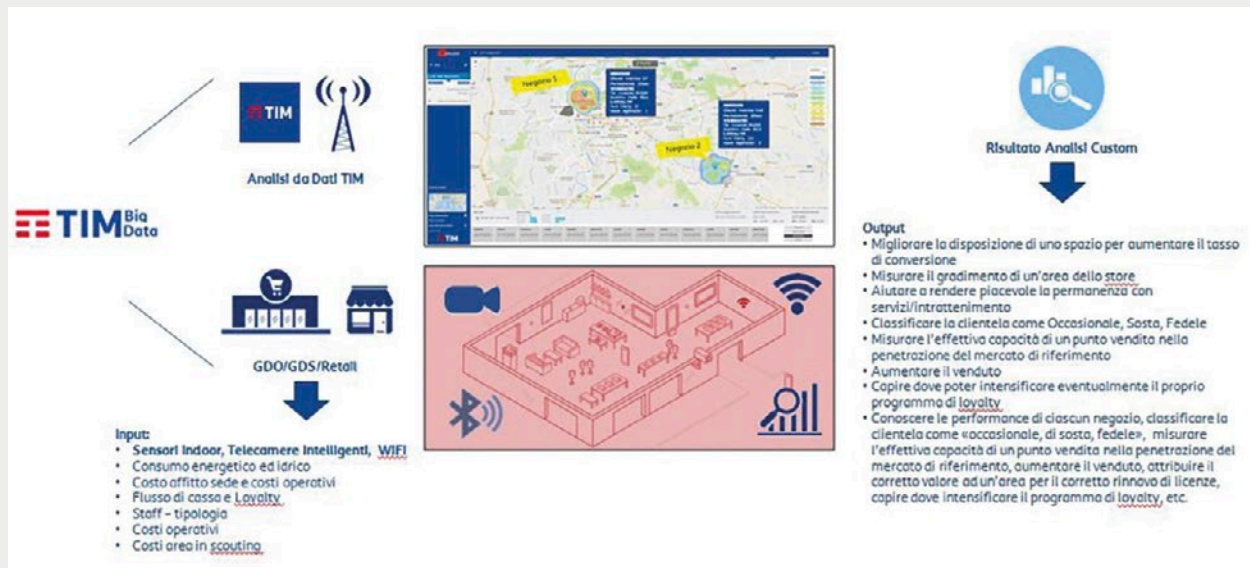 TIM Big
Data
TIM
Analisi da Dati TIM
GDO/GDS/Retail
Input:
• Sensori Indoor, Telecamere Intelligenti, WIFI
• Consumo energetico ed idrico
• Costo affitto sede e costi operativi
• Flusso di cassa e Loyalty
• Staff – tipologia
• Costi operativi
• Costi area in scouting
Negozio 1
Negozio 2
TIM
Risultato Analisi Custom
Output
• Migliorare la disposizione di uno spazio per aumentare il tasso
di conversione
• Misurare il gradimento di un'area dello store
• Aiutare a rendere piacevole la permanenza con
servizi/intrattenimento
• Classificare la clientela come Occasionale, Sosta, Fedele
• Misurare l'effettiva capacità di un punto vendita nella
penetrazione del mercato di riferimento
• Aumentare il venduto
• Capire dove poter intensificare eventualmente il proprio
programma di loyalty
• Conoscere le performance di ciascun negozio, classificare la
clientela come «occasionale, di sosta, fedele», misurare
l'effettiva capacità di un punto vendita nella penetrazione del
mercato di riferimento, aumentare il venduto, attribuire il
corretto valore ad un'area per il corretto rinnovo di licenze,
capire dove intensificare il programma di loyalty, etc.